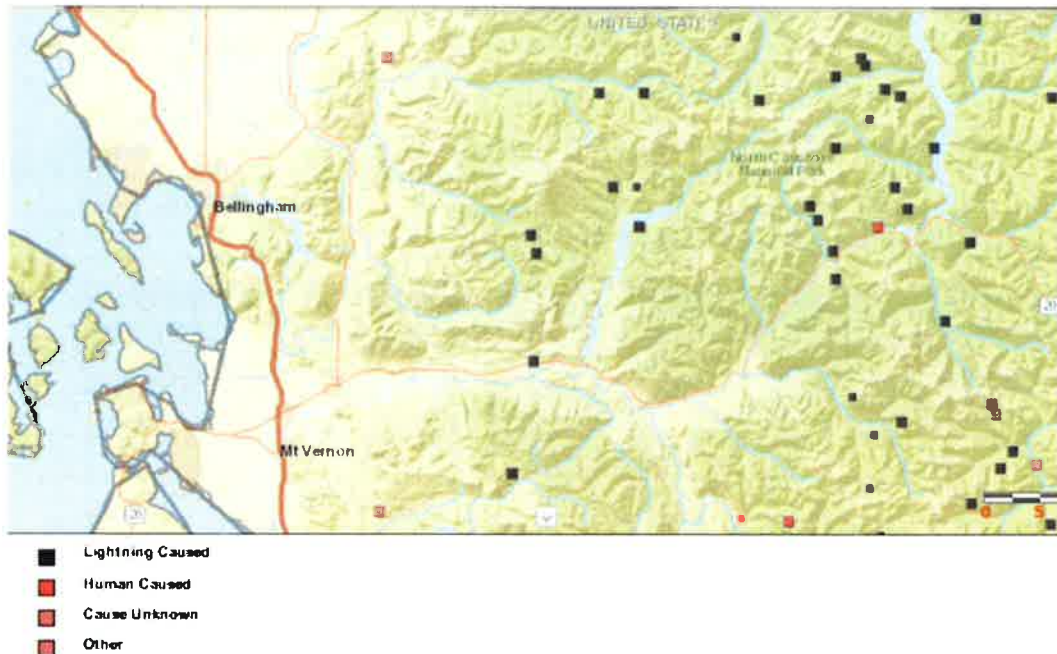 UNITED STATES
North Cascades
National Park
Bellingham
20
Mt Vernon
20
0 5
Lightning Caused
Human Caused
Cause Unknown
Other